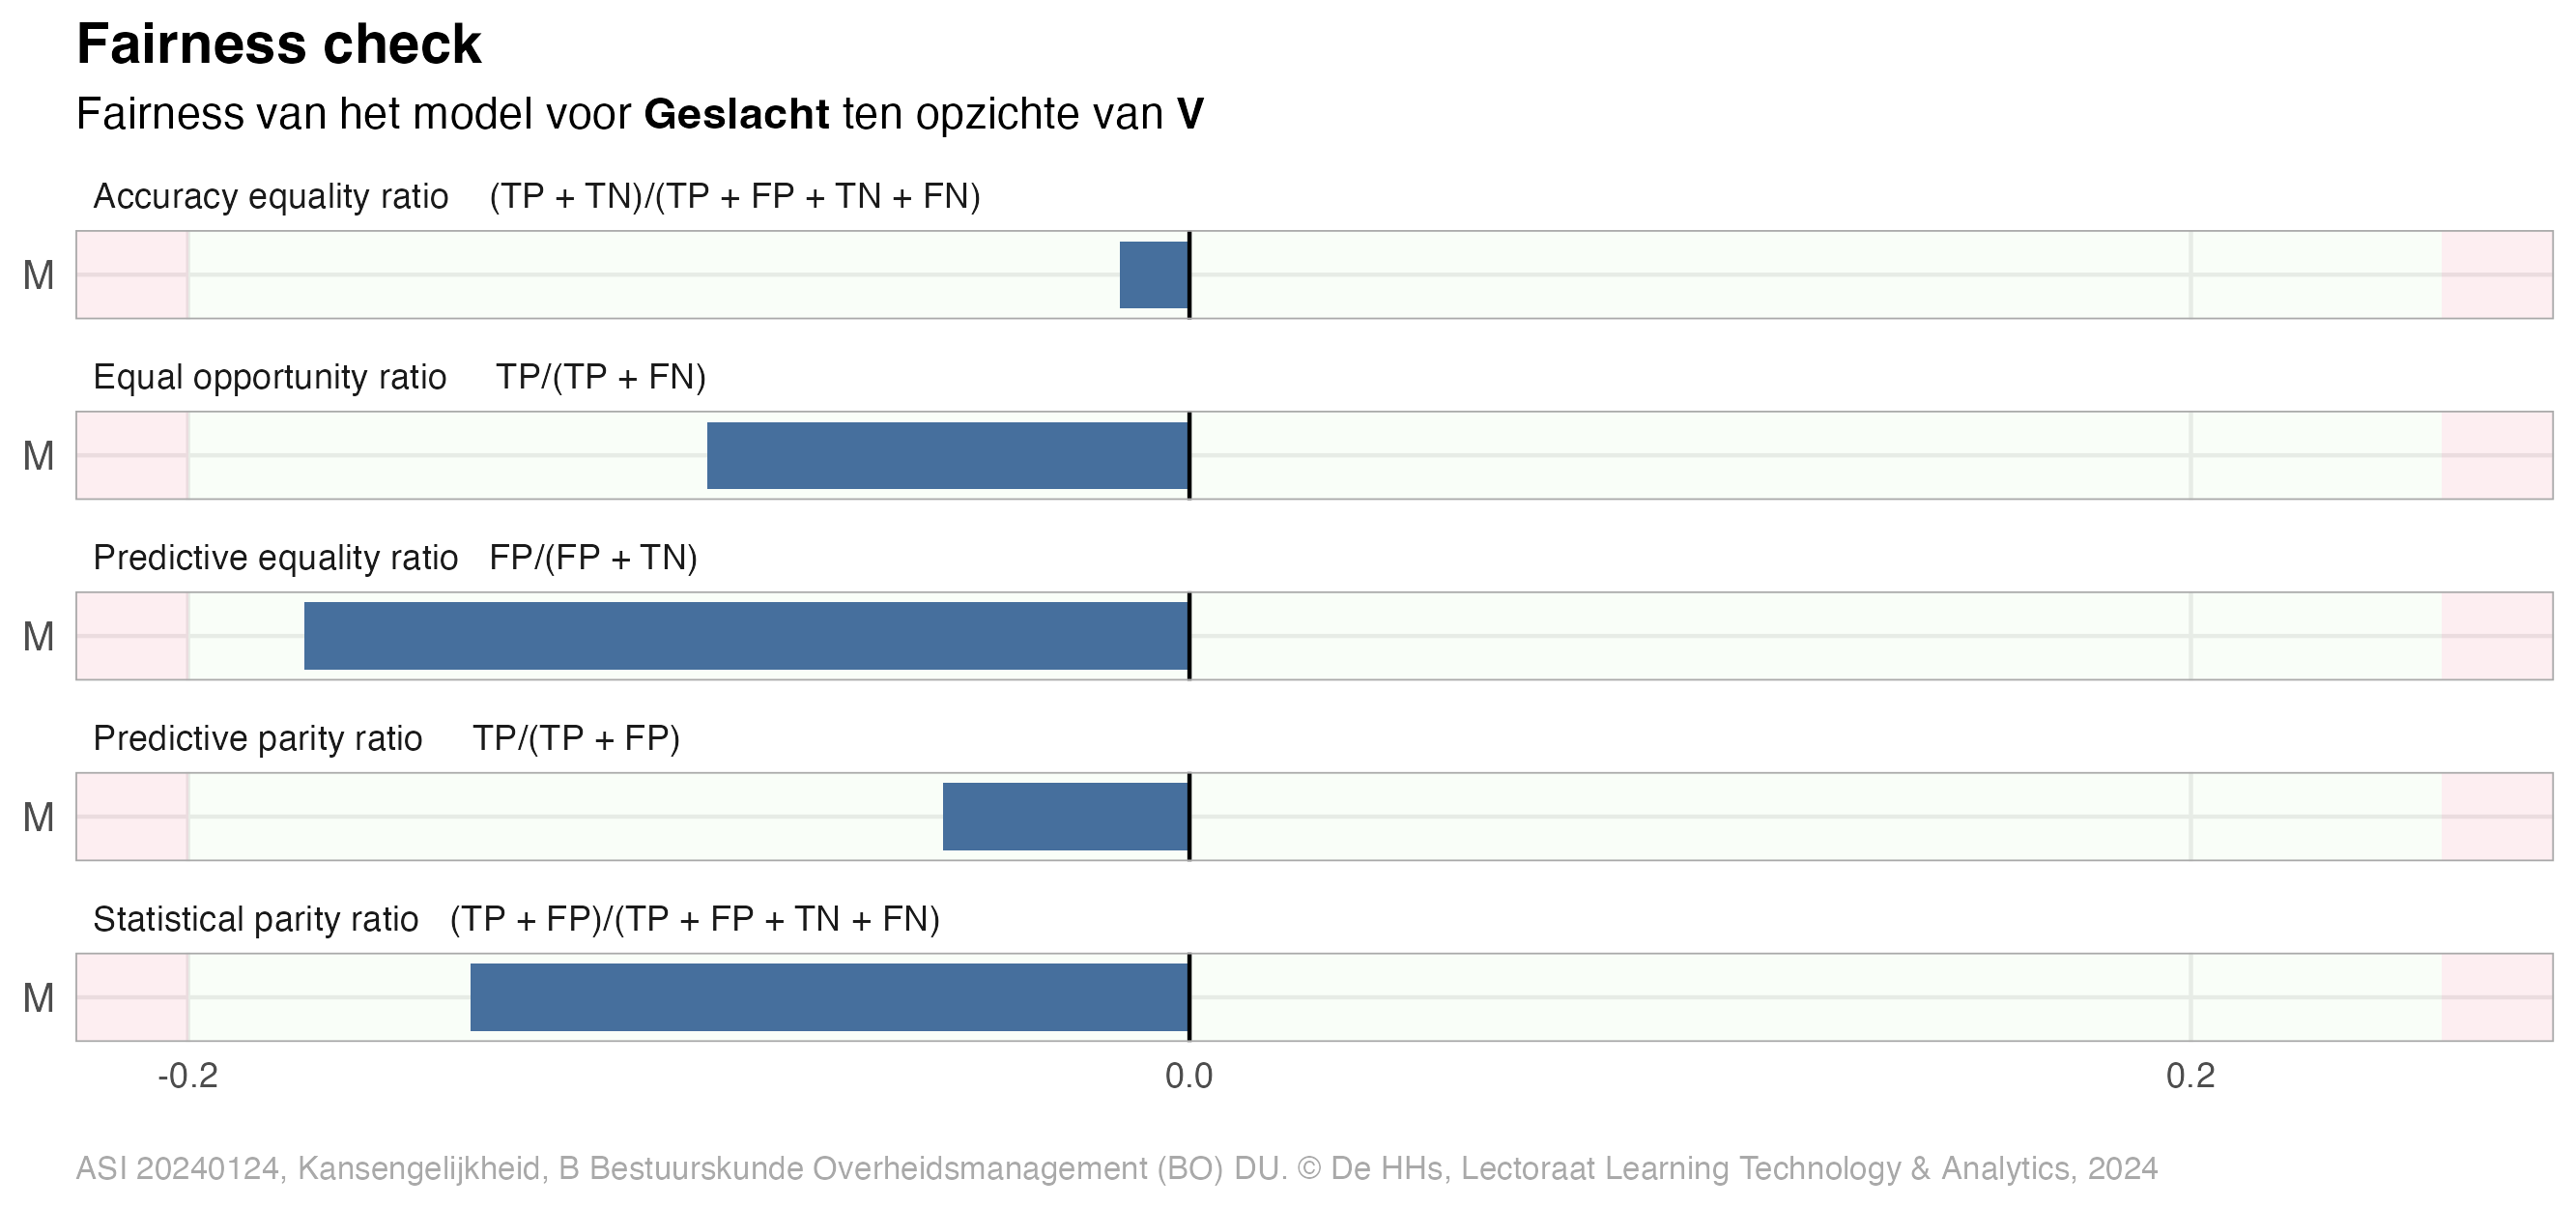 Fairness check
Fairness van het model voor Geslacht ten opzichte van V
Accuracy equality ratio (TP + TN)/(TP + FP + TN + FN)
M
Equal opportunity ratio TP/(TP + FN)
M
Predictive equality ratio FP/(FP + TN)
M
Predictive parity ratio TP/(TP + FP)
M
Statistical parity ratio (TP + FP)/(TP + FP + TN + FN)
M
-0.2 0.0 0.2
ASI 20240124, Kansengelijkheid, B Bestuurskunde Overheidsmanagement (BO) DU. © De HHs, Lectoraat Learning Technology & Analytics, 2024